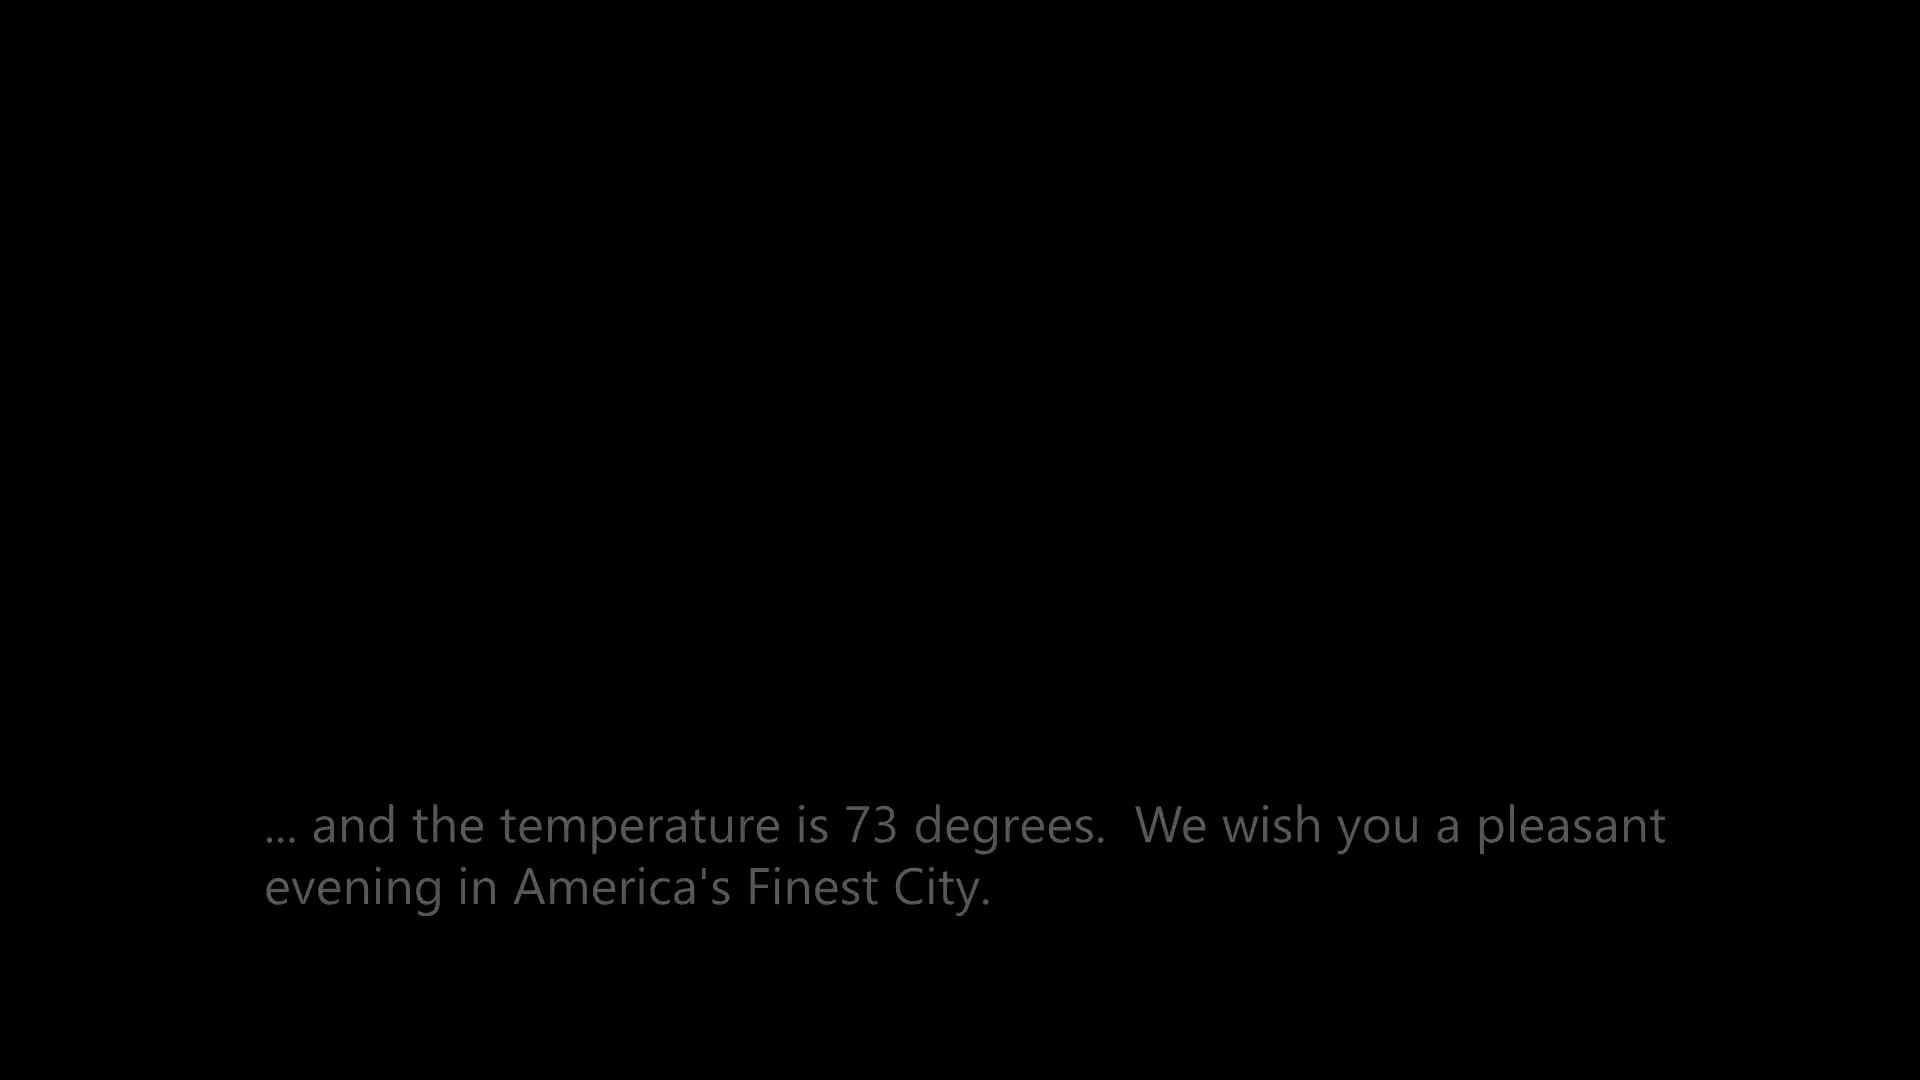 ... and the temperature is 73 degrees.  We wish you a pleasant
evening in America's Finest City.